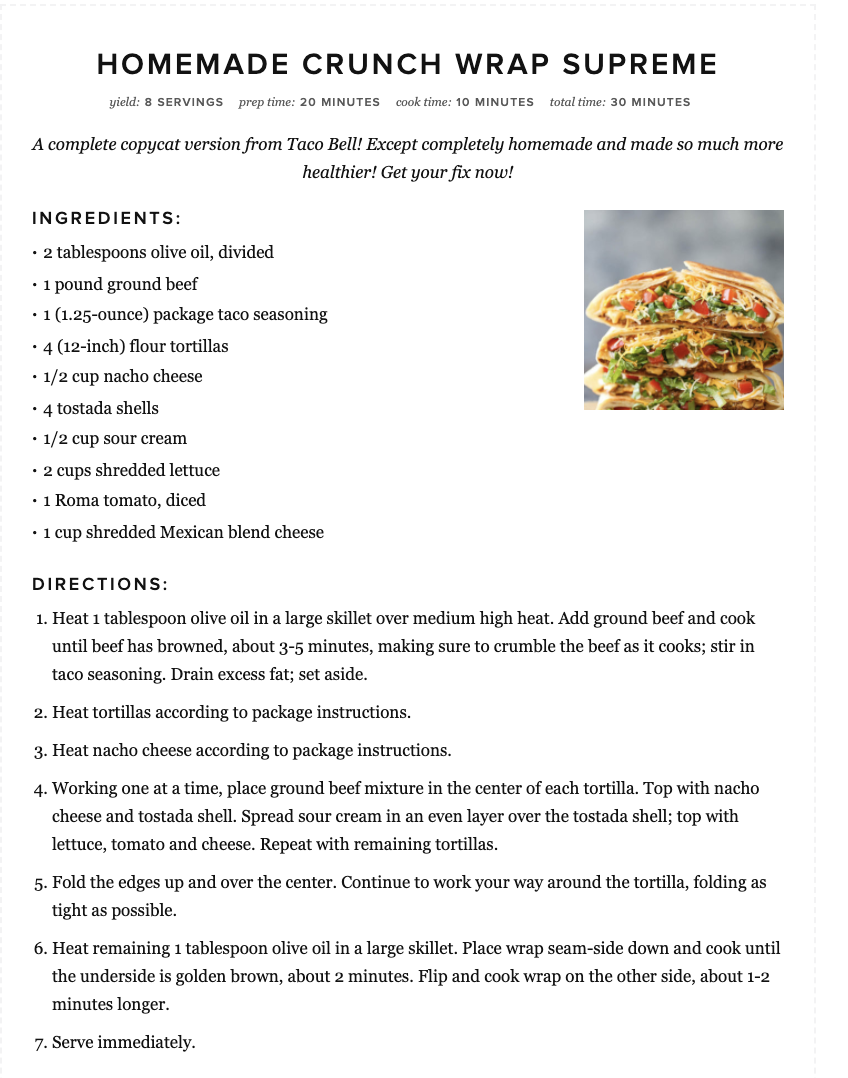 HOMEMADE CRUNCH WRAP SUPREME
yield: 8 SERVINGS prep time: 20 MINUTES cook time: 10 MINUTES total time: 30 MINUTES
A complete copycat version from Taco Bell! Except completely homemade and made so much more
healthier! Get your fix now!
INGREDIENTS:
· 2 tablespoons olive oil, divided
· 1 pound ground beef
· 1 (1.25-ounce) package taco seasoning
· 4 (12-inch) flour tortillas
· 1/2 cup nacho cheese
· 4 tostada shells
· 1/2 cup sour cream
· 2 cups shredded lettuce
· 1 Roma tomato, diced
· 1 cup shredded Mexican blend cheese
DIRECTIONS:
1. Heat 1 tablespoon olive oil in a large skillet over medium high heat. Add ground beef and cook
until beef has browned, about 3-5 minutes, making sure to crumble the beef as it cooks; stir in
taco seasoning. Drain excess fat; set aside.
2. Heat tortillas according to package instructions.
3. Heat nacho cheese according to package instructions.
4. Working one at a time, place ground beef mixture in the center of each tortilla. Top with nacho
cheese and tostada shell. Spread sour cream in an even layer over the tostada shell; top with
lettuce, tomato and cheese. Repeat with remaining tortillas.
5. Fold the edges up and over the center. Continue to work your way around the tortilla, folding as
tight as possible.
6. Heat remaining 1 tablespoon olive oil in a large skillet. Place wrap seam-side down and cook until
the underside is golden brown, about 2 minutes. Flip and cook wrap on the other side, about 1-2
minutes longer.
7. Serve immediately.